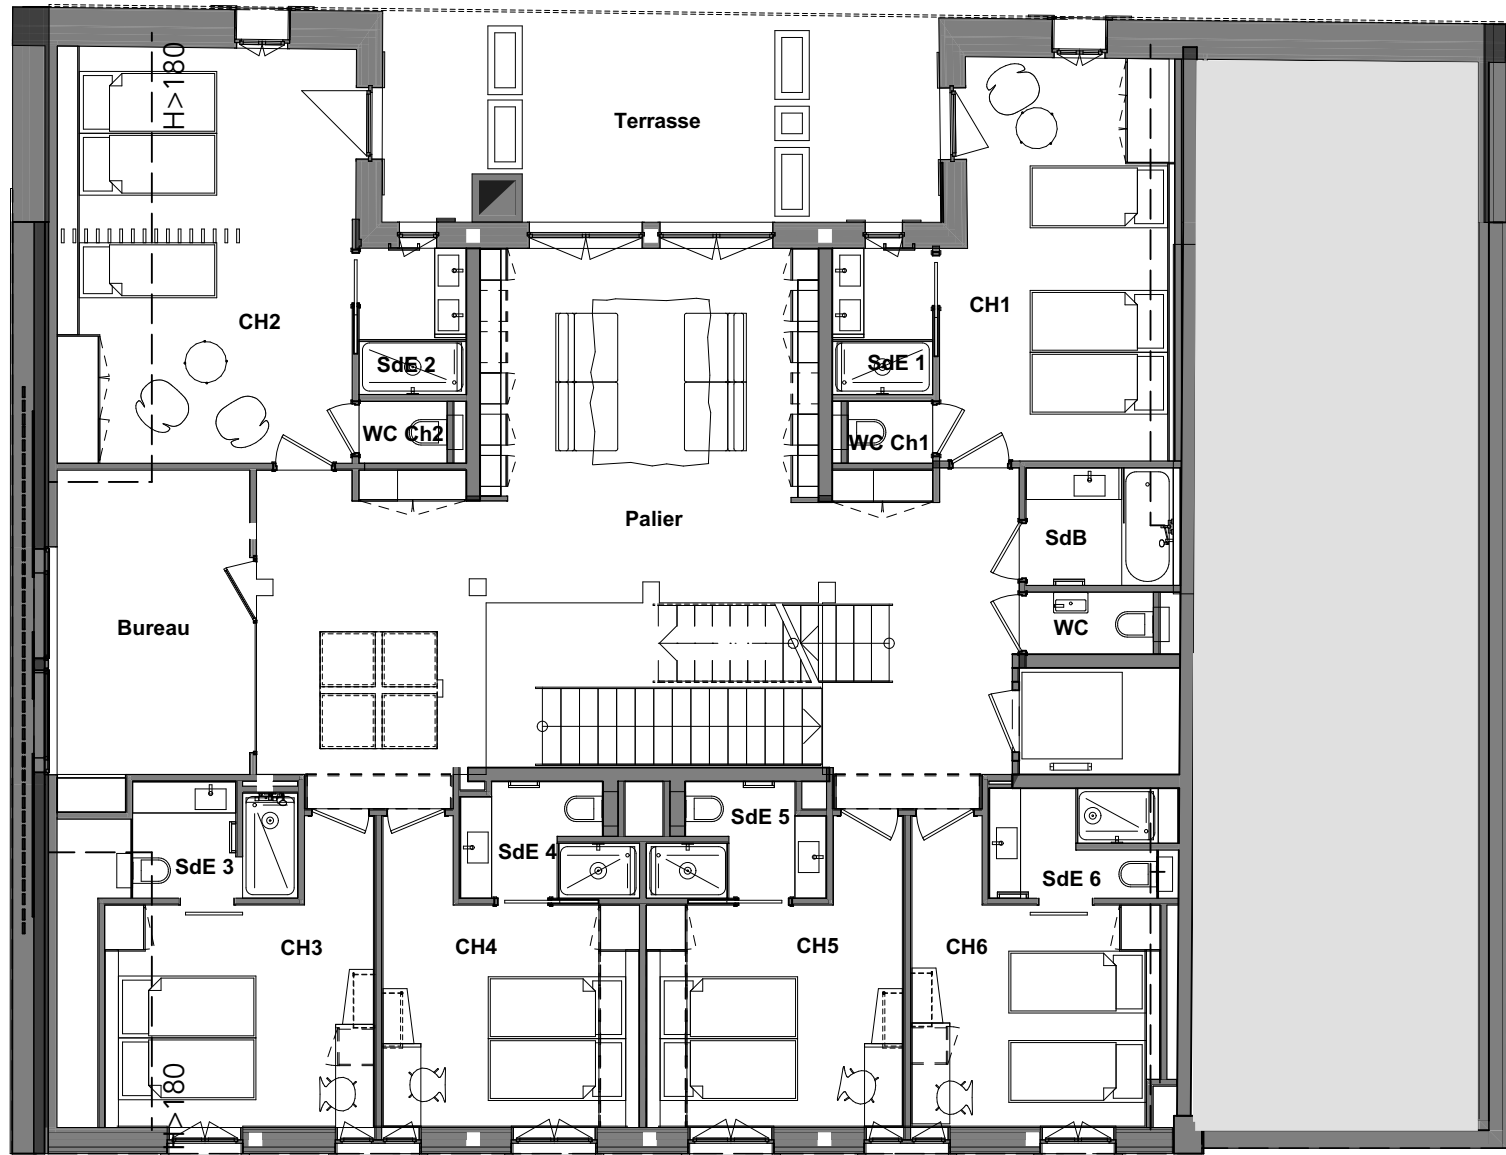 H>180
Terrasse
CH2
CH1
SdE 2
SdE 1
WC Ch2
WC Ch1
Palier
SdB
Bureau
WC
SdE 3
SdE 4
SdE 5
SdE 6
CH3
CH4
CH5
CH6
H>180